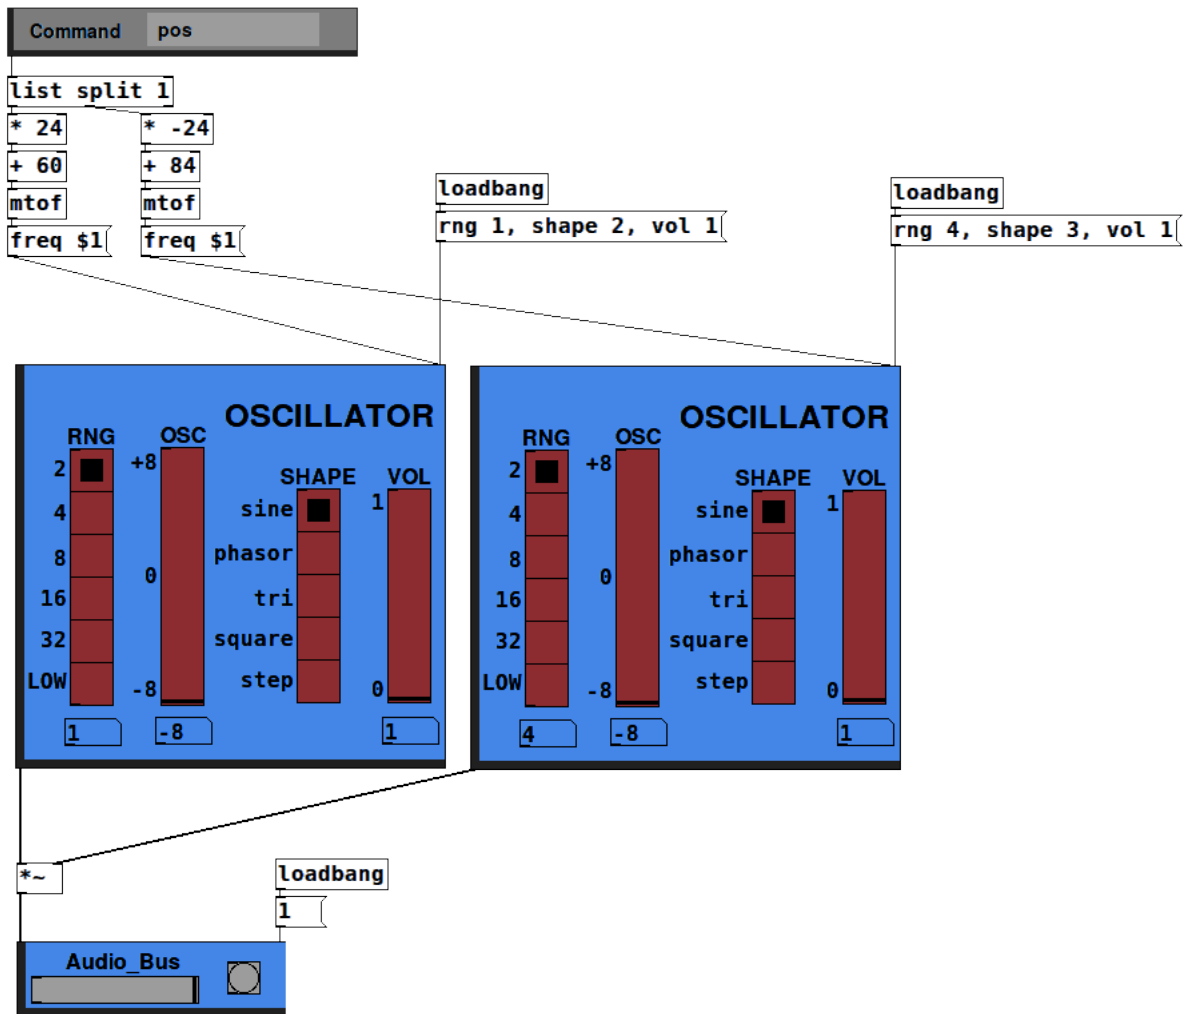 Command pos
list split 1
* 24
* -24
+ 60
+ 84
mtof
mtof
freq $1
freq $1
loadbang
rng 1, shape 2, vol 1
loadbang
rng 4, shape 3, vol 1
OSCILLATOR
RNG
OSC
SHAPE
VOL
2
4
8
16
32
LOW
+8
0
-8
sine
phasor
tri
square
step
1
0
1
-8
1
OSCILLATOR
RNG
OSC
SHAPE
VOL
2
4
8
16
32
LOW
+8
0
-8
sine
phasor
tri
square
step
1
0
4
-8
1
*~
loadbang
1
Audio_Bus